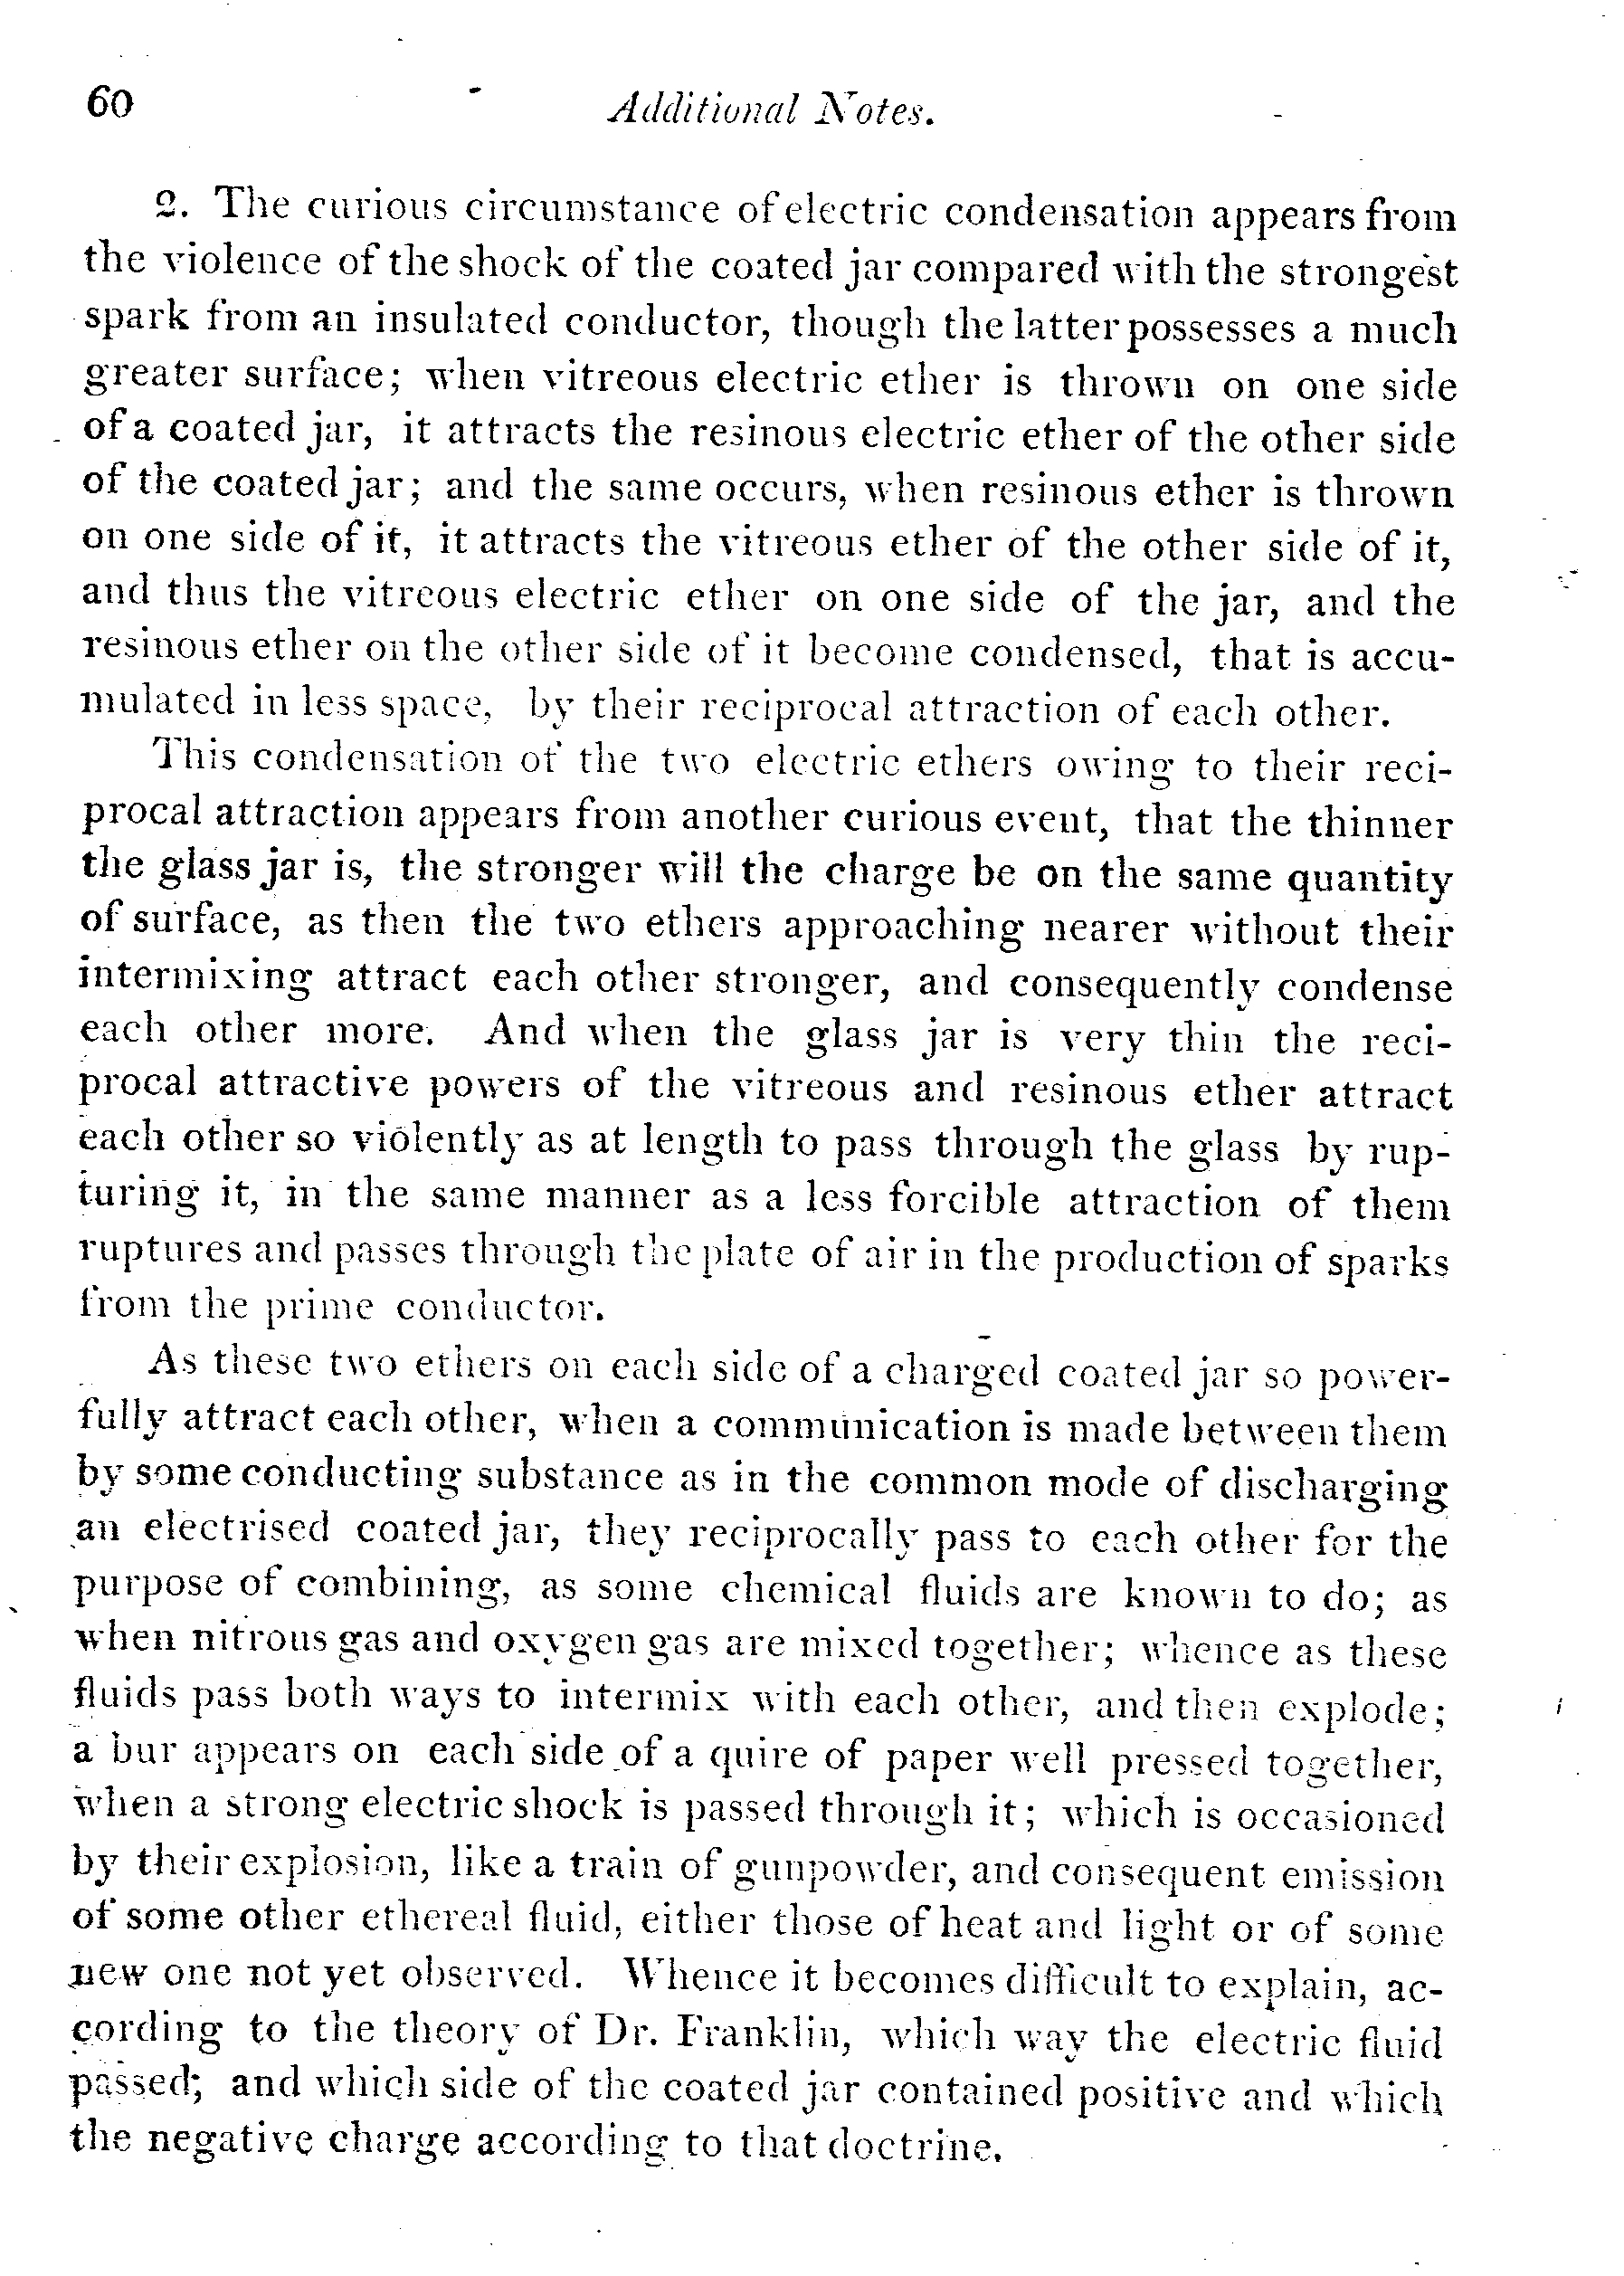 60 Additional Notes.
2. The curious circumstance of electric condensation appears from
the violence of the shock of the coated jar compared with the strongest
spark from an insulated conductor, though the latter possesses a much
greater surface; when vitreous electric ether is thrown on one side
of a coated jar, it attracts the resinous electric ether of the other side
of the coated jar; and the same occurs, when resinous ether is thrown
on one side of it, it attracts the vitreous ether of the other side of it,
and thus the vitreous electric ether on one side of the jar, and the
resinous ether on the other side of it become condensed, that is accu-
mulated in less space, by their reciprocal attraction of each other.
This condensation of the two electric ethers owing to their reci-
procal attraction appears from another curious event, that the thinner
the glass jar is, the stronger will the charge be on the same quantity
of surface, as then the two ethers approaching nearer without their
intermixing attract each other stronger, and consequently condense
each other more. And when the glass jar is very thin the reci-
procal attractive powers of the vitreous and resinous ether attract
each other so violently as at length to pass through the glass by rup-
turing it, in the same manner as a less forcible attraction of them
ruptures and passes through the plate of air in the production of sparks
from the prime conductor.
As these two ethers on each side of a charged coated jar so power-
fully attract each other, when a communication is made between them
by some conducting substance as in the common mode of discharging
an electrised coated jar, they reciprocally pass to each other for the
purpose of combining, as some chemical fluids are known to do; as
when nitrous gas and oxygen gas are mixed together; whence as these
fluids pass both ways to intermix with each other, and then explode;
a bur appears on each side of a quire of paper well pressed together,
when a strong electric shock is passed through it; which is occasioned
by their explosion, like a train of gunpowder, and consequent emission
of some other ethereal fluid, either those of heat and light or of some
new one not yet observed. Whence it becomes difficult to explain, ac-
cording to the theory of Dr. Franklin, which way the electric fluid
passed; and which side of the coated jar contained positive and which
the negative charge according to that doctrine.